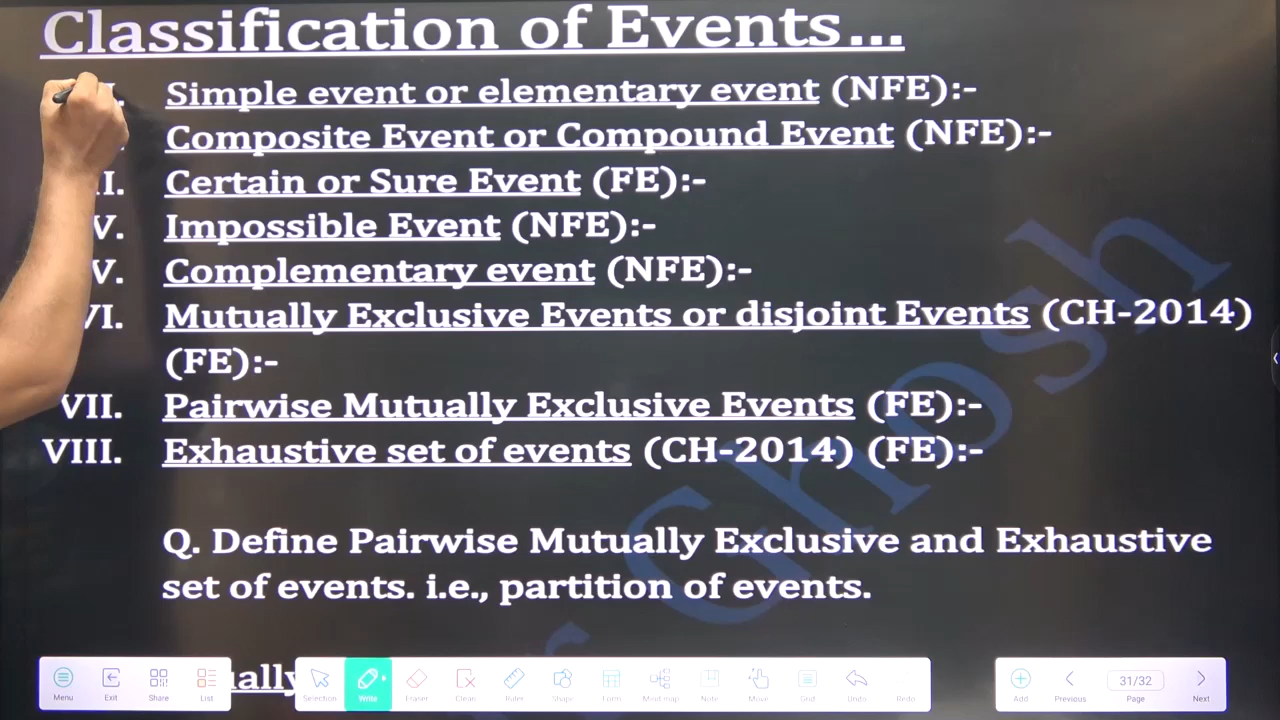 Classification of Events...
I. Simple event or elementary event (NFE):-
Composite Event or Compound Event (NFE):-
II. Certain or Sure Event (FE):-
V. Impossible Event (NFE):-
V. Complementary event (NFE):-
VI. Mutually Exclusive Events or disjoint Events (CH-2014)
(FE):-
VII. Pairwise Mutually Exclusive Events (FE):-
VIII. Exhaustive set of events (CH-2014) (FE):-
Q. Define Pairwise Mutually Exclusive and Exhaustive
set of events. i.e., partition of events.
ually
Ghosh
Menu Exit Share List Selection Write Eraser Clean Ruler Shape Form Mind map Note Move Grid Undo Redo Add Previous 31/32 Page Next